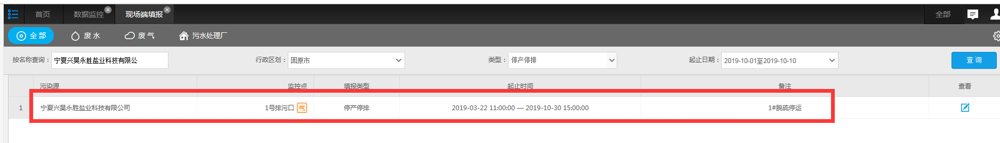 首页 数据监控 现场端填报 全部
全部 废水 废气 污水处理厂
按名称查询： 宁夏兴昊永胜盐业科技有限公 行政区划： 固原市 类型： 停产停排 起止日期： 2019-10-01至2019-10-10 查询
污染源 监控点 填报类型 起止时间 备注 查看
1 宁夏兴昊永胜盐业科技有限公司 1号排污口 气 停产停排 2019-03-22 11:00:00 — 2019-10-30 15:00:00 1#脱硫停运